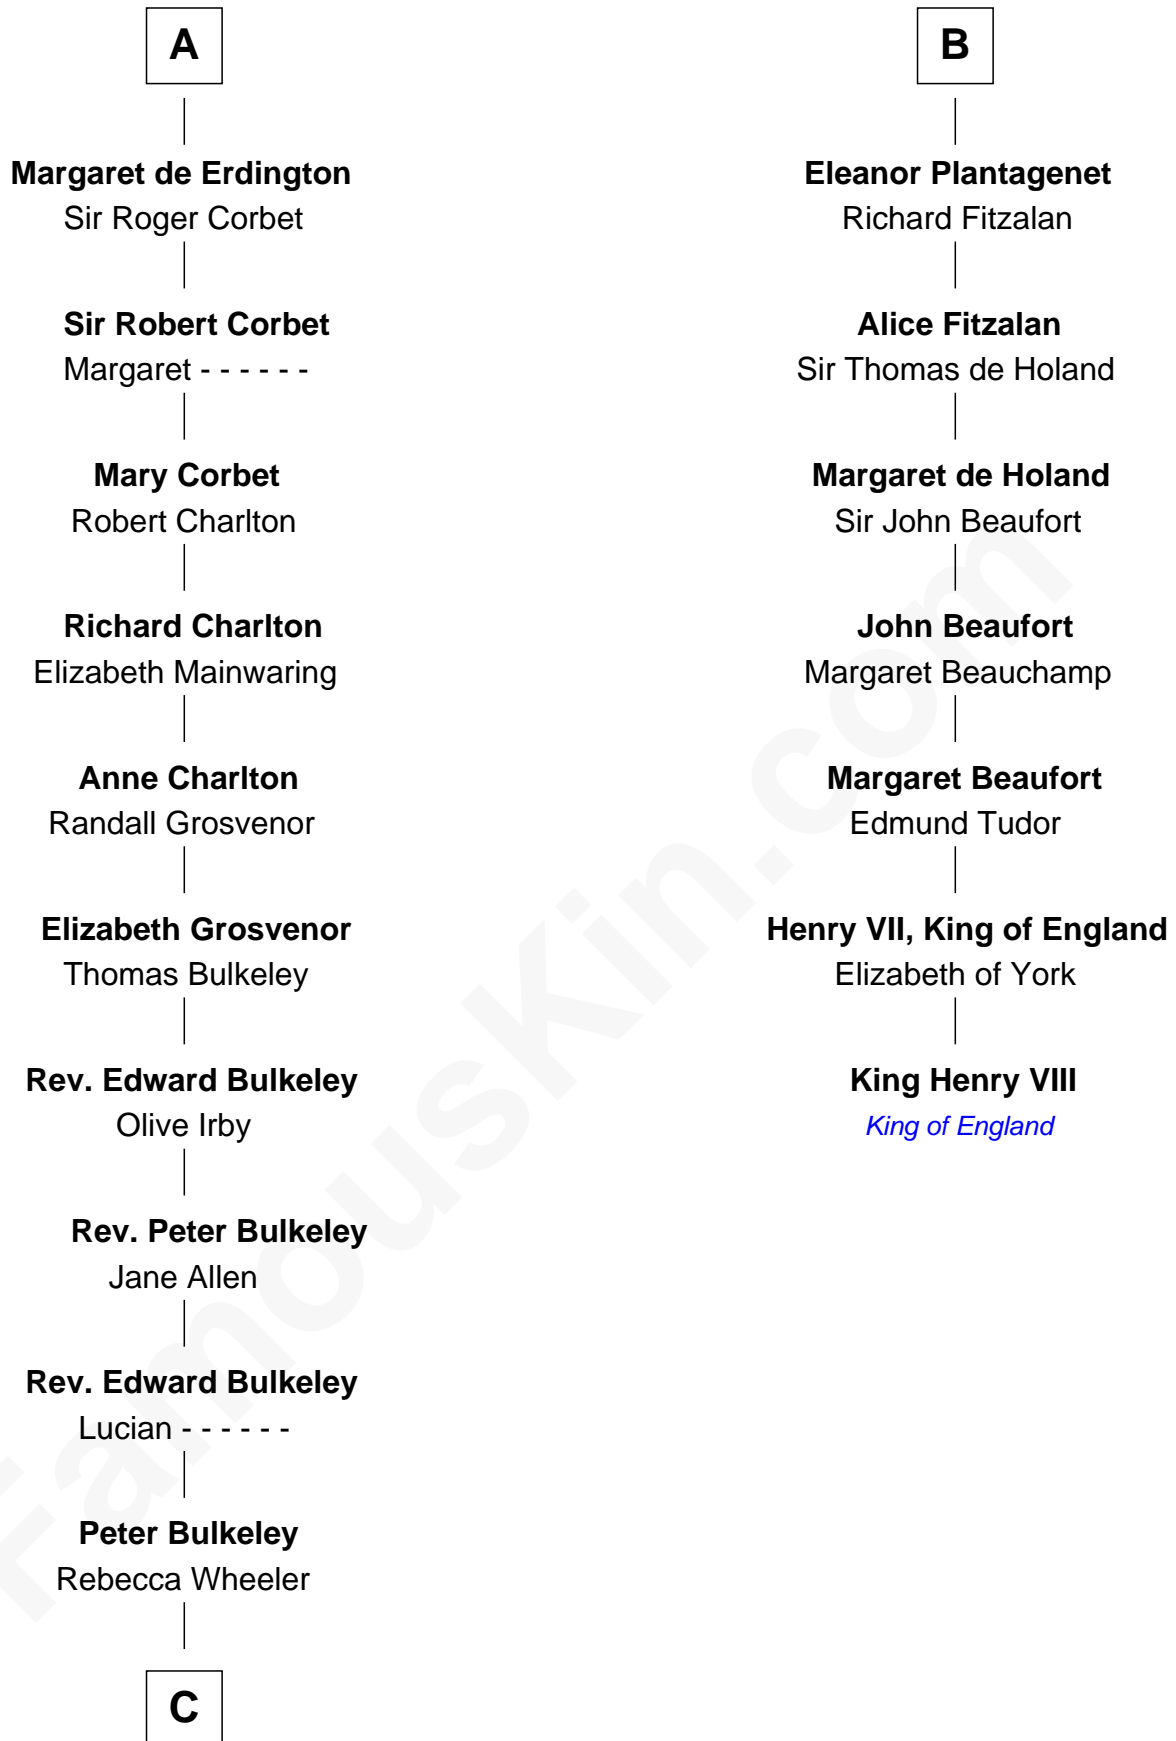 A
Margaret de Erdington
Sir Roger Corbet
Sir Robert Corbet
Margaret - - - - - -
Mary Corbet
Robert Charlton
Richard Charlton
Elizabeth Mainwaring
Anne Charlton
Randall Grosvenor
Elizabeth Grosvenor
Thomas Bulkeley
Rev. Edward Bulkeley
Olive Irby
Rev. Peter Bulkeley
Jane Allen
Rev. Edward Bulkeley
Lucian - - - - - -
Peter Bulkeley
Rebecca Wheeler
C
B
Eleanor Plantagenet
Richard Fitzalan
Alice Fitzalan
Sir Thomas de Holand
Margaret de Holand
Sir John Beaufort
John Beaufort
Margaret Beauchamp
Margaret Beaufort
Edmund Tudor
Henry VII, King of England
Elizabeth of York
King Henry VIII
King of England
FamousKin.com